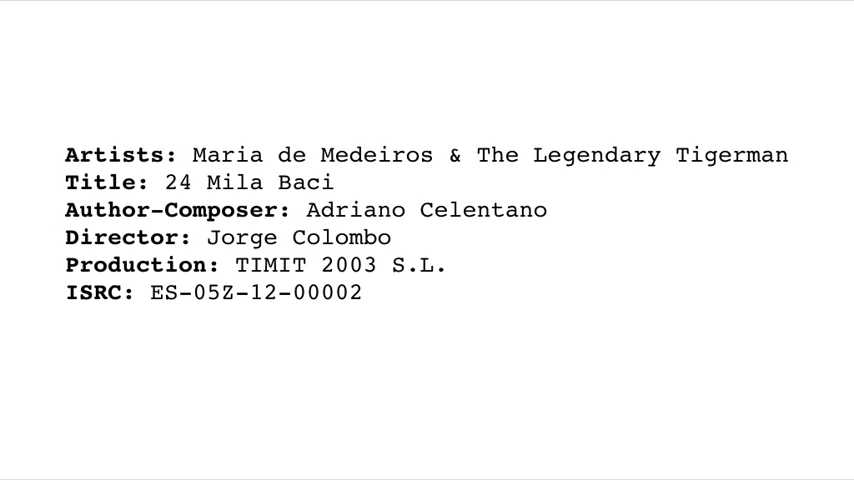 Artists: Maria de Medeiros & The Legendary Tigerman
Title: 24 Mila Baci
Author-Composer: Adriano Celentano
Director: Jorge Colombo
Production: TIMIT 2003 S.L.
ISRC: ES-05Z-12-00002